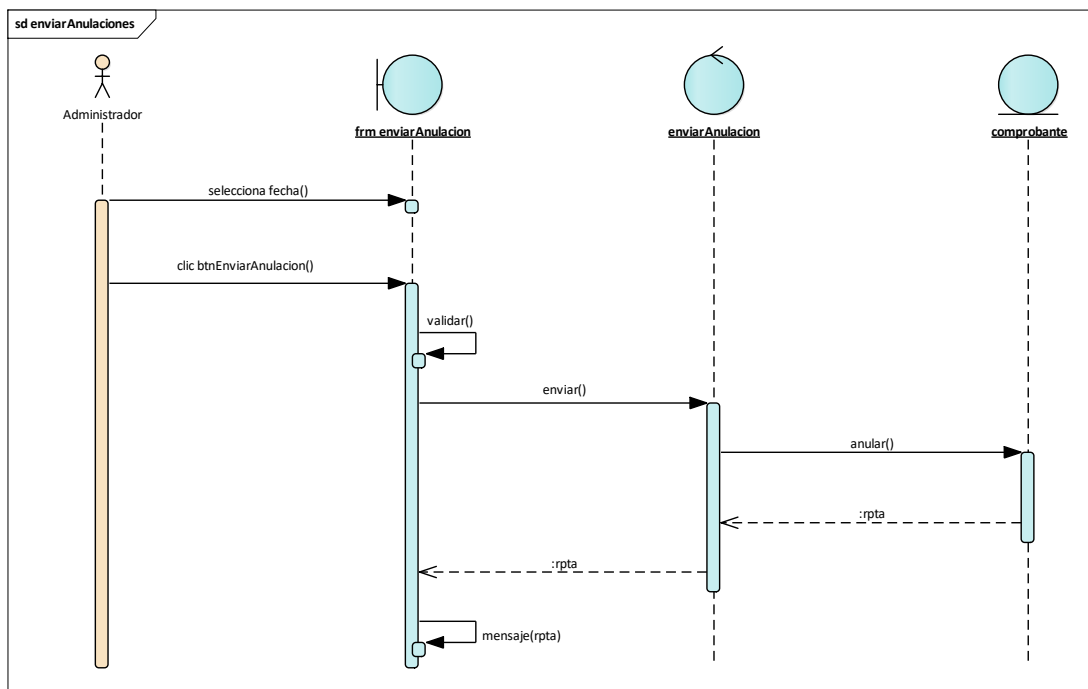 sd enviarAnulaciones
Administrador
frm enviarAnulacion
enviarAnulacion
comprobante
selecciona fecha()
clic btnEnviarAnulacion()
validar()
enviar()
anular()
:rpta
:rpta
mensaje(rpta)